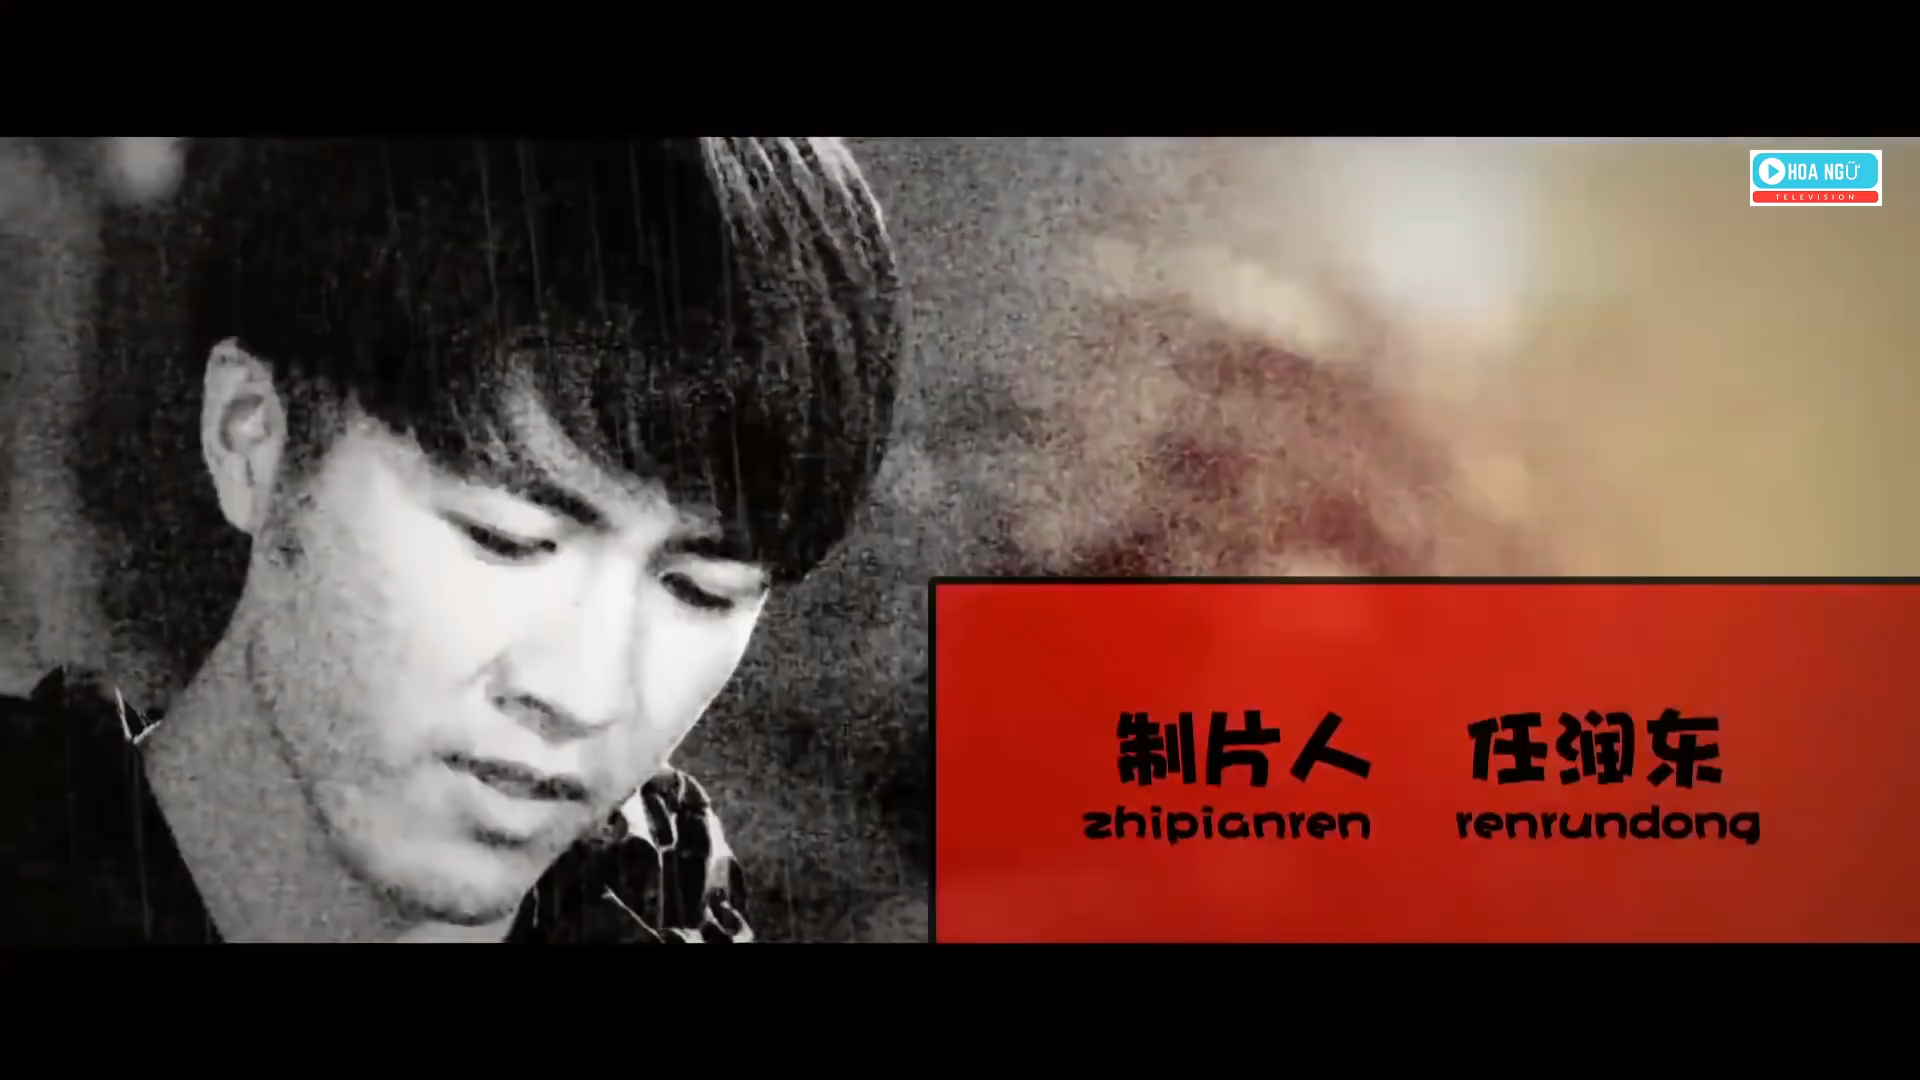 HOA NGỮ
TELEVISION
制片人 任润东
zhipianren renrundong